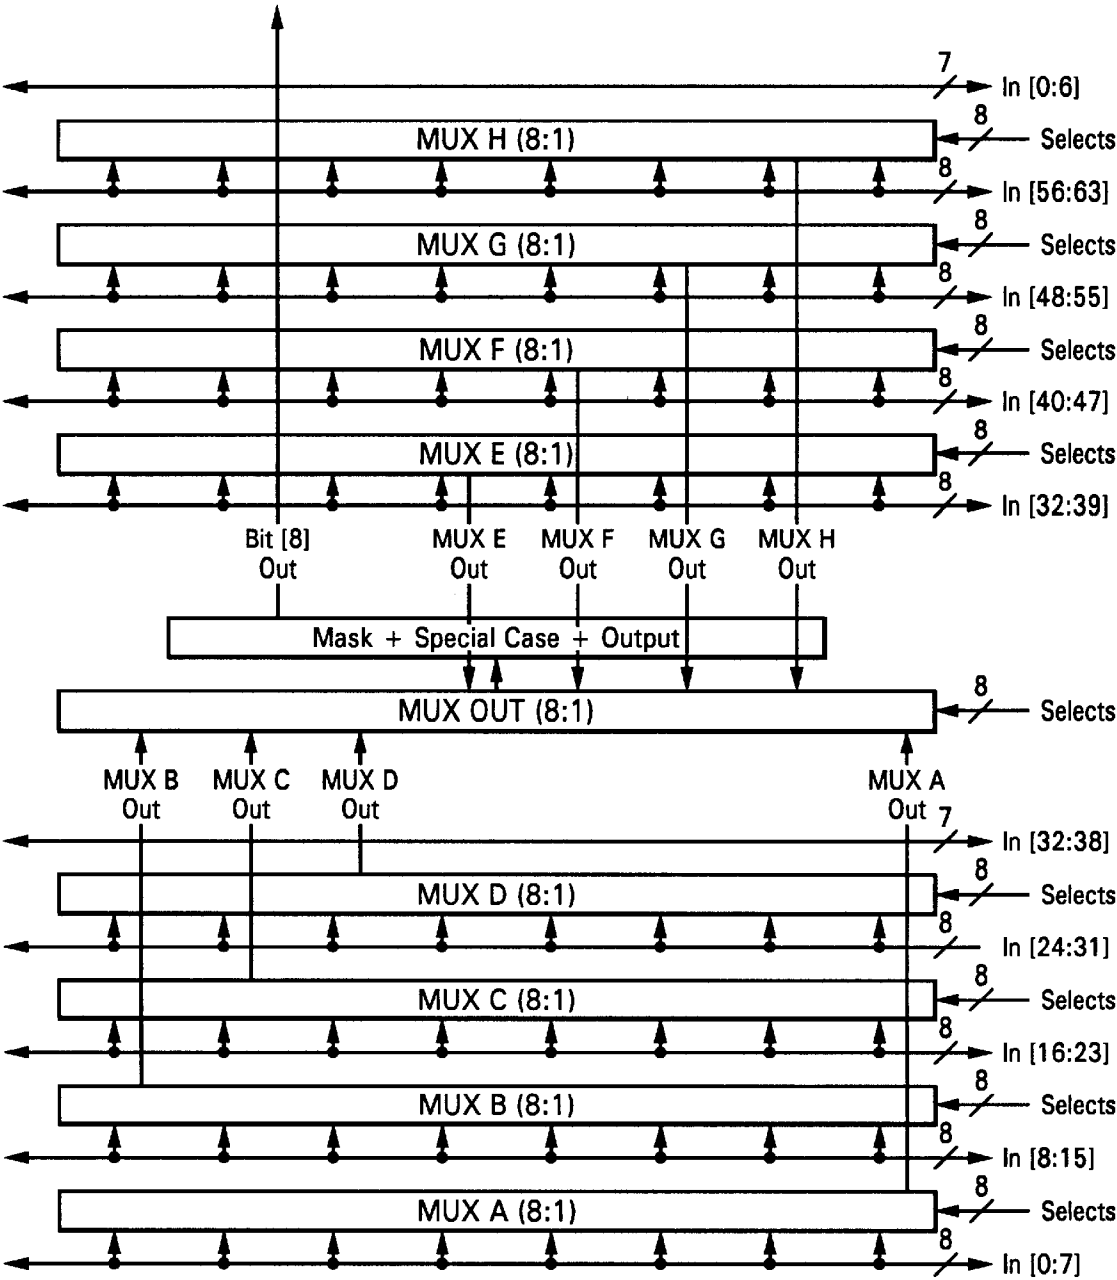 7
In [0:6]
8
MUX H (8:1)
Selects
8
In [56:63]
8
MUX G (8:1)
Selects
8
In [48:55]
8
MUX F (8:1)
Selects
8
In [40:47]
8
MUX E (8:1)
Selects
8
In [32:39]
Bit [8] Out
MUX E Out
MUX F Out
MUX G Out
MUX H Out
Mask + Special Case + Output
8
MUX OUT (8:1)
Selects
MUX B Out
MUX C Out
MUX D Out
MUX A Out
7
In [32:38]
8
MUX D (8:1)
Selects
8
In [24:31]
8
MUX C (8:1)
Selects
8
In [16:23]
8
MUX B (8:1)
Selects
8
In [8:15]
8
MUX A (8:1)
Selects
8
In [0:7]